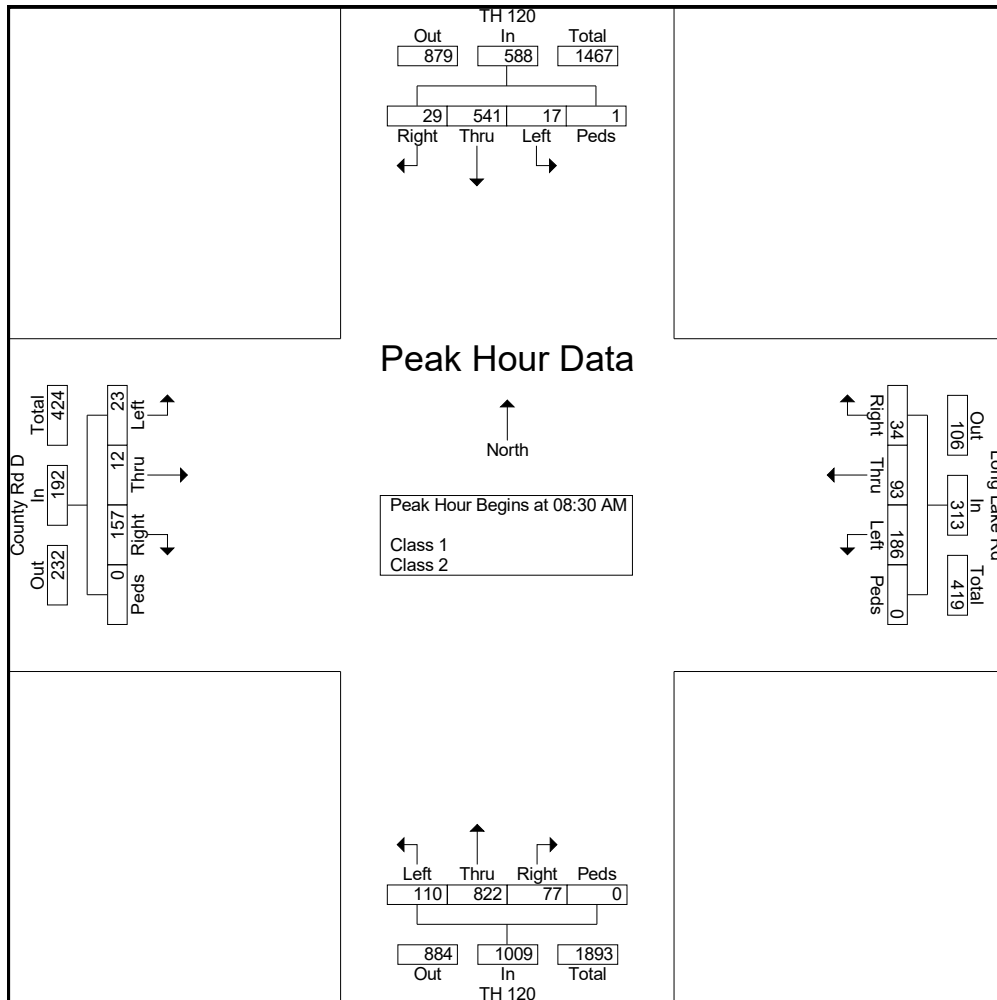 TH 120
Out In Total
879 588 1467
29 541 17 1
Right Thru Left Peds
Peak Hour Data
North
Peak Hour Begins at 08:30 AM
Class 1
Class 2
County Rd D
Out In Total
232 192 424
0 157 12 23
Peds Right Thru Left
Long Lake Rd
Out In Total
106 313 419
34 93 186 0
Right Thru Left Peds
Left Thru Right Peds
110 822 77 0
884 1009 1893
Out In Total
TH 120